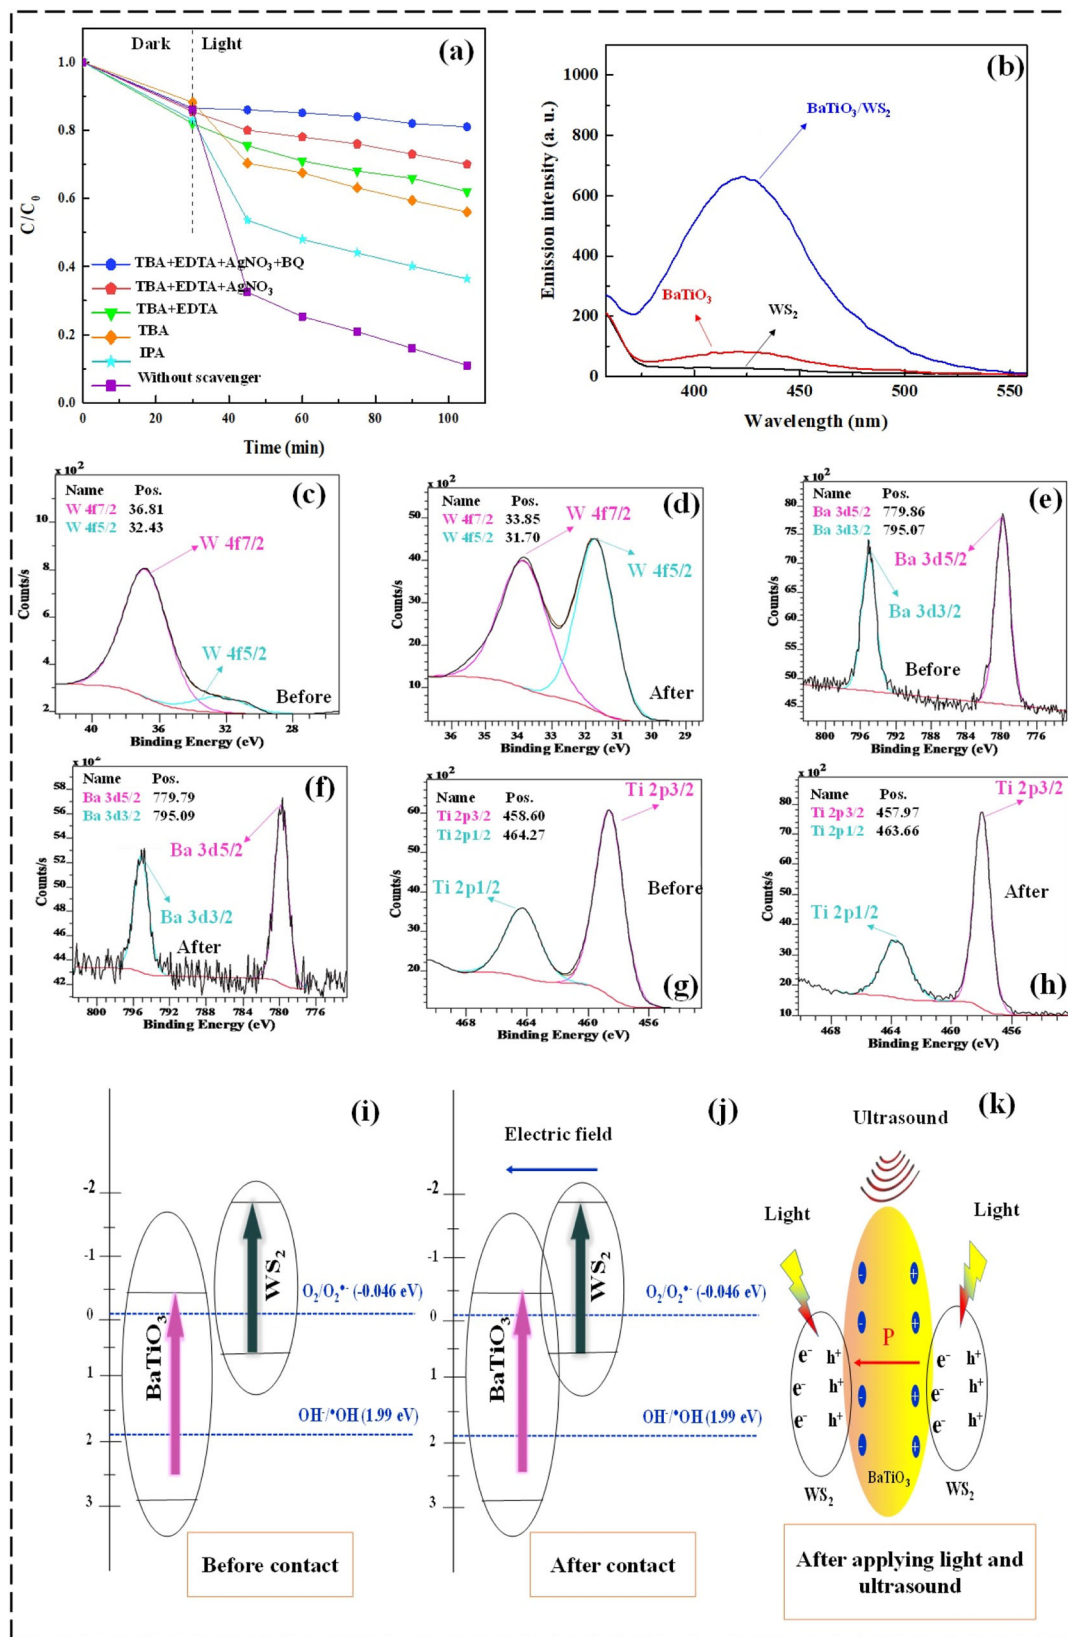 Dark
Light
(a)
1.0
0.8
0.6
0.4
0.2
0.0
C/C0
TBA+EDTA+AgNO3+BQ
TBA+EDTA+AgNO3
TBA+EDTA
TBA
IPA
Without scavenger
0
20
40
60
80
100
Time (min)
(b)
1000
800
600
400
200
0
Emission intensity (a. u.)
BaTiO3/WS2
BaTiO3
WS2
400
450
500
550
Wavelength (nm)
x 10²
(c)
Name Pos.
W 4f7/2 36.81
W 4f5/2 32.43
10
8
6
4
2
Counts/s
W 4f7/2
W 4f5/2
Before
40 36 32 28
Binding Energy (eV)
x 10²
(d)
Name Pos.
W 4f7/2 33.85
W 4f5/2 31.70
50
40
30
20
10
Counts/s
W 4f7/2
W 4f5/2
After
36 35 34 33 32 31 30 29
Binding Energy (eV)
x 10²
(e)
Name Pos.
Ba 3d5/2 779.86
Ba 3d3/2 795.07
80
75
70
65
60
55
50
45
Counts/s
Ba 3d5/2
Ba 3d3/2
Before
800 796 792 788 784 780 776
Binding Energy (eV)
(f)
Name Pos.
Ba 3d5/2 779.79
Ba 3d3/2 795.09
58
56
54
52
50
48
46
44
42
Counts/s
Ba 3d5/2
Ba 3d3/2
After
800 796 792 788 784 780 776
Binding Energy (eV)
x 10²
Ti 2p3/2
Name Pos.
Ti 2p3/2 458.60
Ti 2p1/2 464.27
60
50
40
30
20
Counts/s
Before
Ti 2p1/2
(g)
468 464 460 456
Binding Energy (eV)
x 10²
Ti 2p3/2
Name Pos.
Ti 2p3/2 457.97
Ti 2p1/2 463.66
80
70
60
50
40
30
20
10
Counts/s
After
Ti 2p1/2
(h)
468 464 460 456
Binding Energy (eV)
(i)
-2
-1
0
1
2
3
BaTiO3
WS2
O2/O2•- (-0.046 eV)
OH-/•OH (1.99 eV)
Before contact
(j)
Electric field
-2
-1
0
1
2
3
BaTiO3
WS2
O2/O2•- (-0.046 eV)
OH-/•OH (1.99 eV)
After contact
(k)
Ultrasound
Light
Light
- +
- +
P
e- h+ e- h+
e- h+ e- h+
e- h+ e- h+
- +
- +
BaTiO3
WS2
WS2
After applying light and
ultrasound